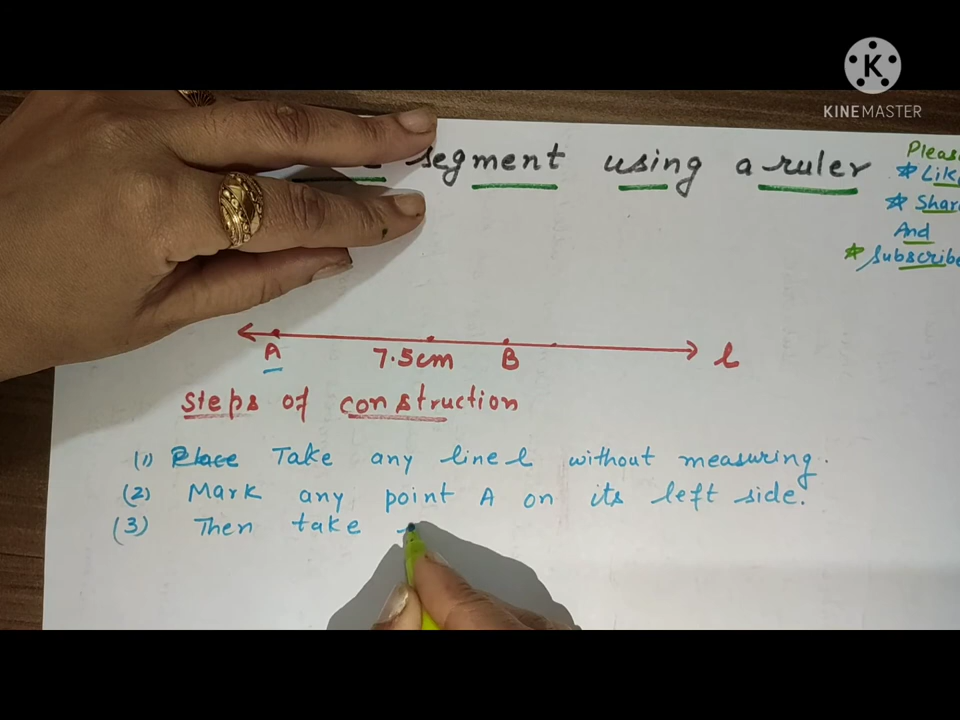 K
KINEMASTER
segment using a ruler
Please
* Like
* Share
And
* Subscribe
A 7.5cm B l
Steps of construction
(1) Place Take any line l without measuring.
(2) Mark any point A on its left side.
(3) Then take